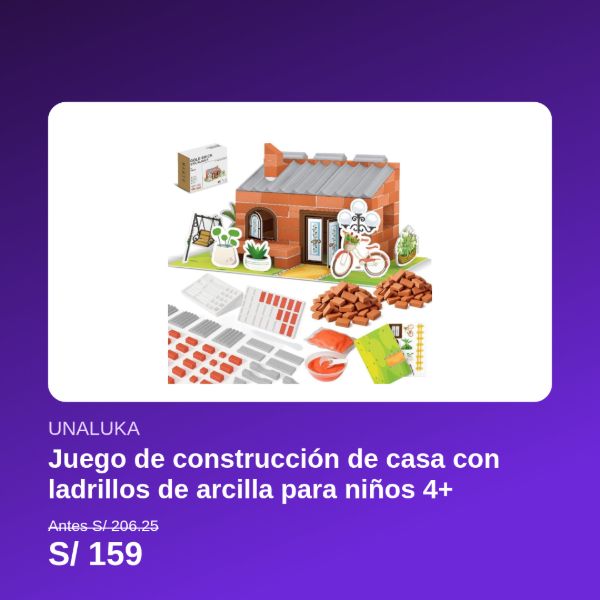 UNALUKA
Juego de construcción de casa con
ladrillos de arcilla para niños 4+
Antes S/ 206.25
S/ 159